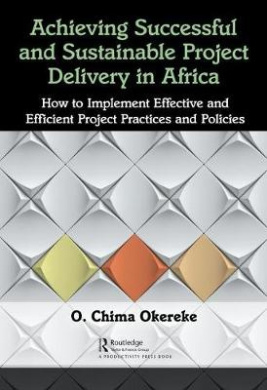 Achieving Successful
and Sustainable Project
Delivery in Africa
How to Implement Effective and
Efficient Project Practices and Policies
O. Chima Okereke
Routledge
Taylor & Francis Group
A PRODUCTIVITY PRESS BOOK